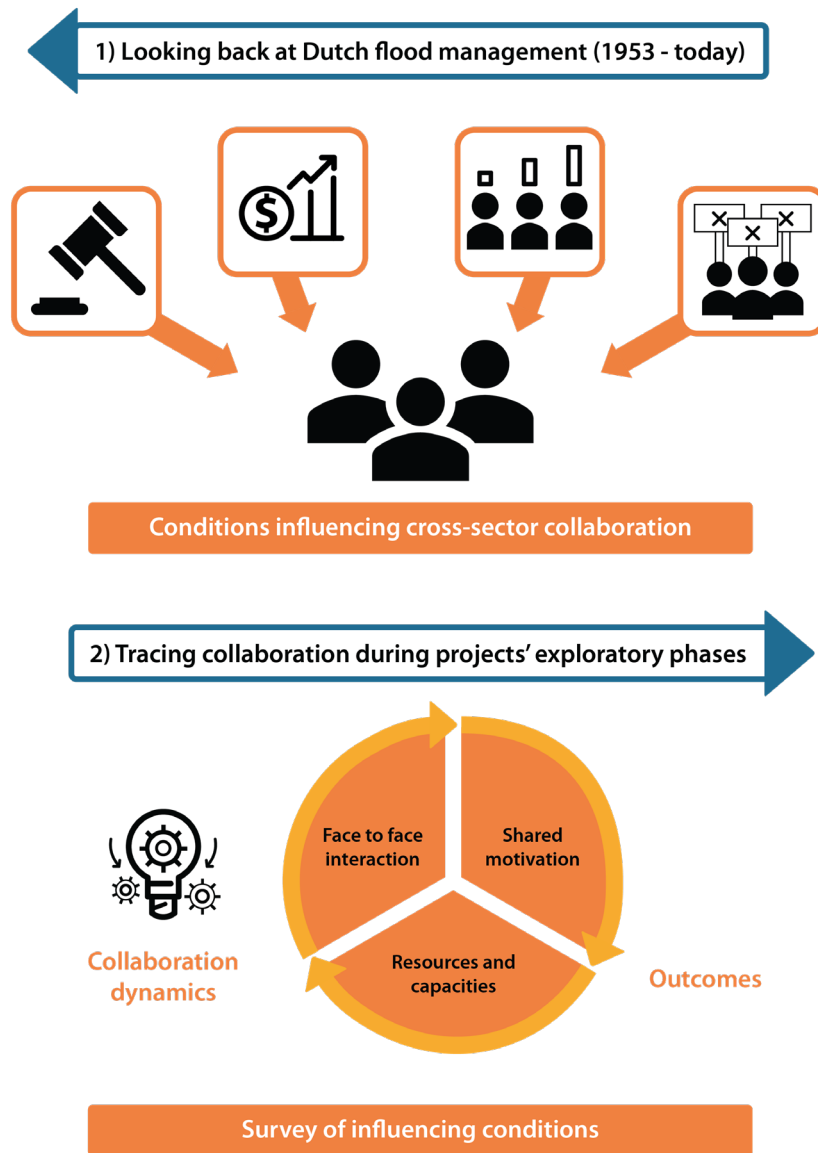 1) Looking back at Dutch flood management (1953 - today)
$
Conditions influencing cross-sector collaboration
2) Tracing collaboration during projects’ exploratory phases
Face to face
interaction
Shared
motivation
Resources and
capacities
Collaboration
dynamics
Outcomes
Survey of influencing conditions